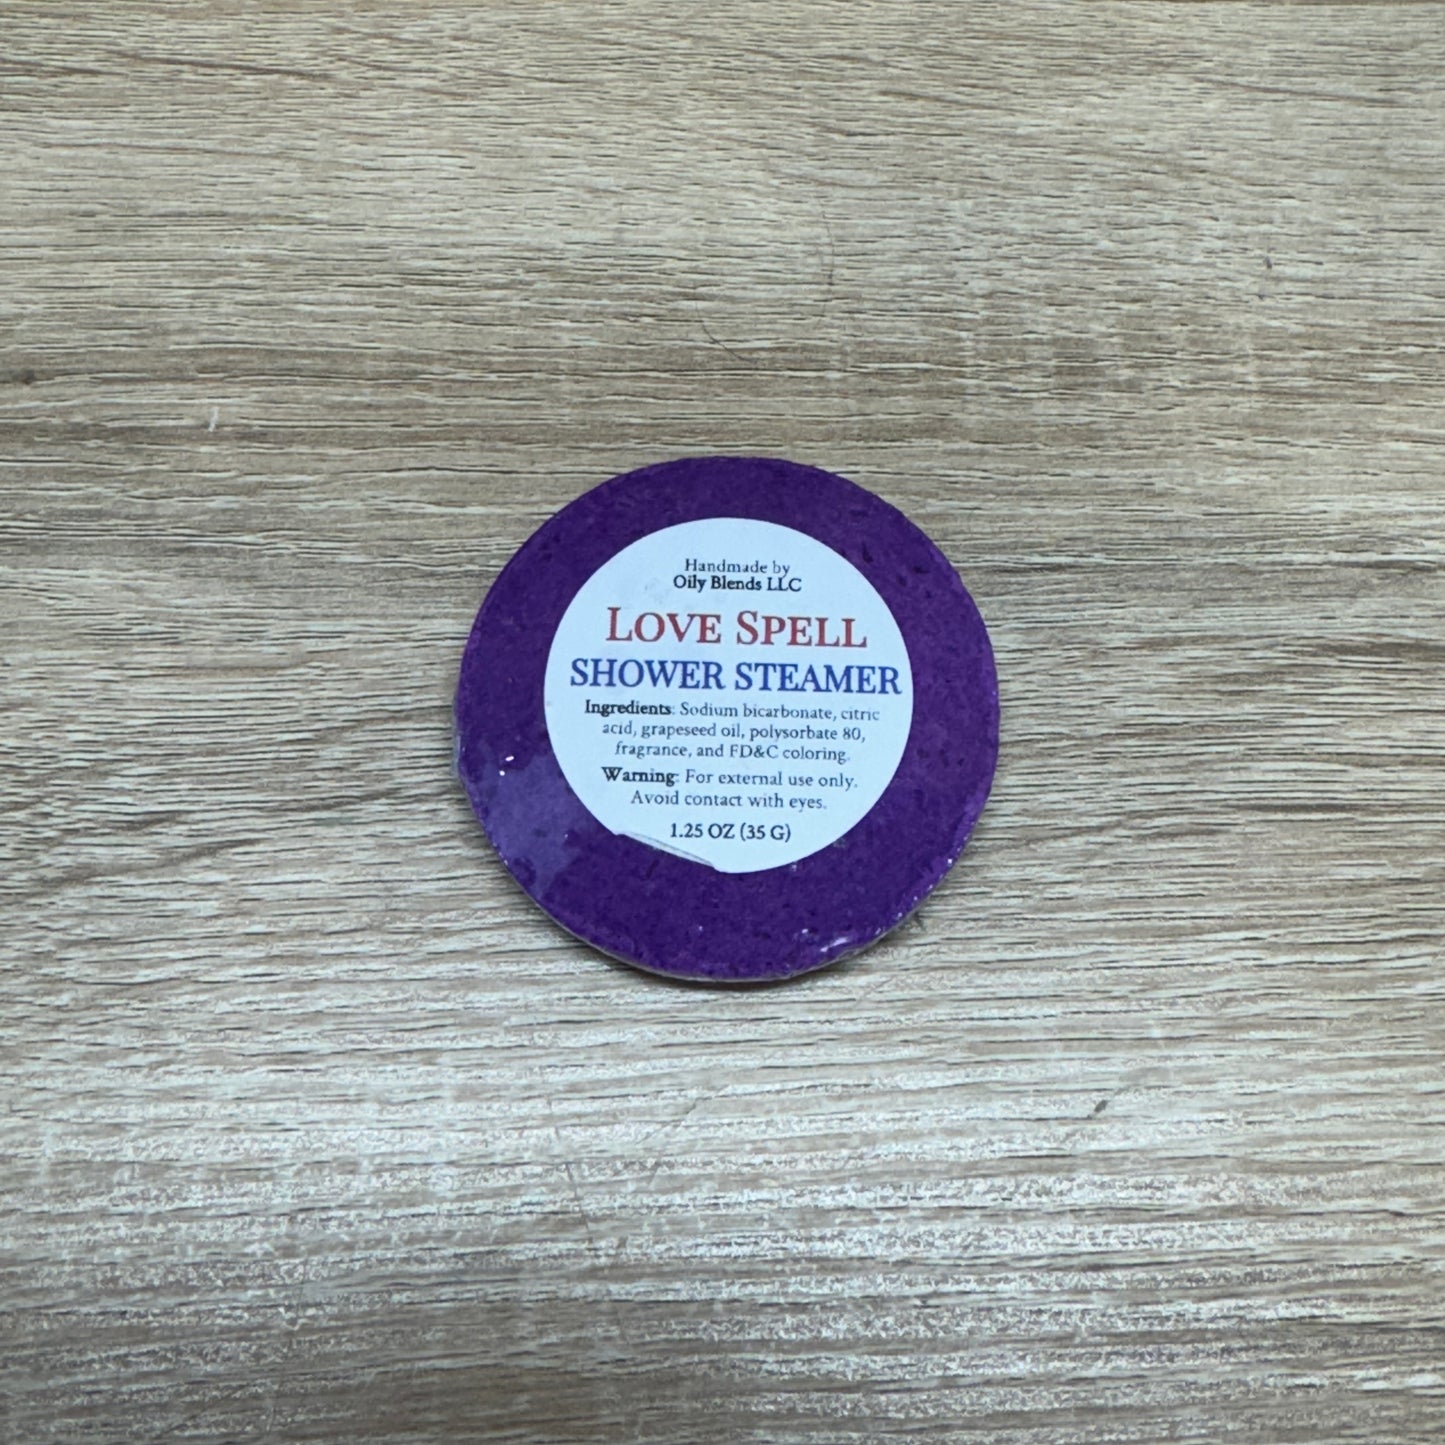 Handmade by
Oily Blends LLC
LOVE SPELL
SHOWER STEAMER
Ingredients: Sodium bicarbonate, citric
acid, grapeseed oil, polysorbate 80,
fragrance, and FD&C coloring.
Warning: For external use only.
Avoid contact with eyes.
1.25 OZ (35 G)